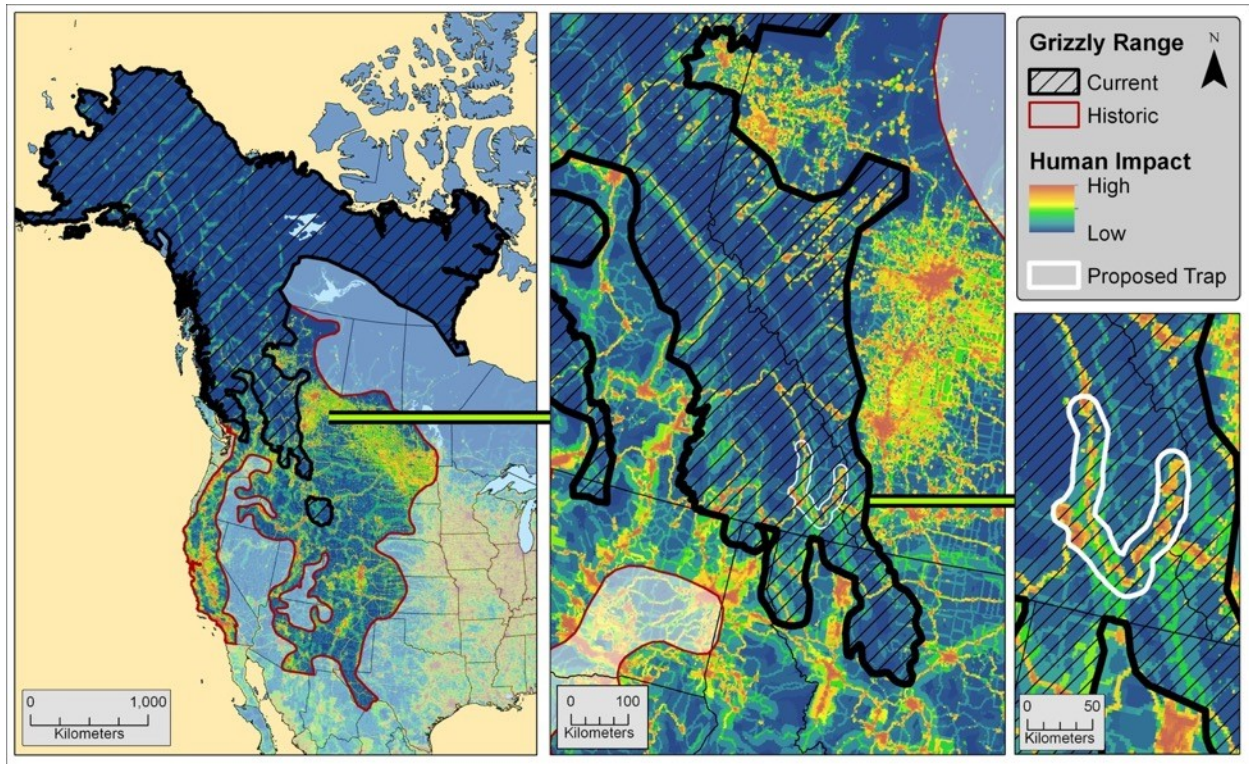 Grizzly Range
N
Current
Historic
Human Impact
High
Low
Proposed Trap
0 1,000
Kilometers
0 100
Kilometers
0 50
Kilometers